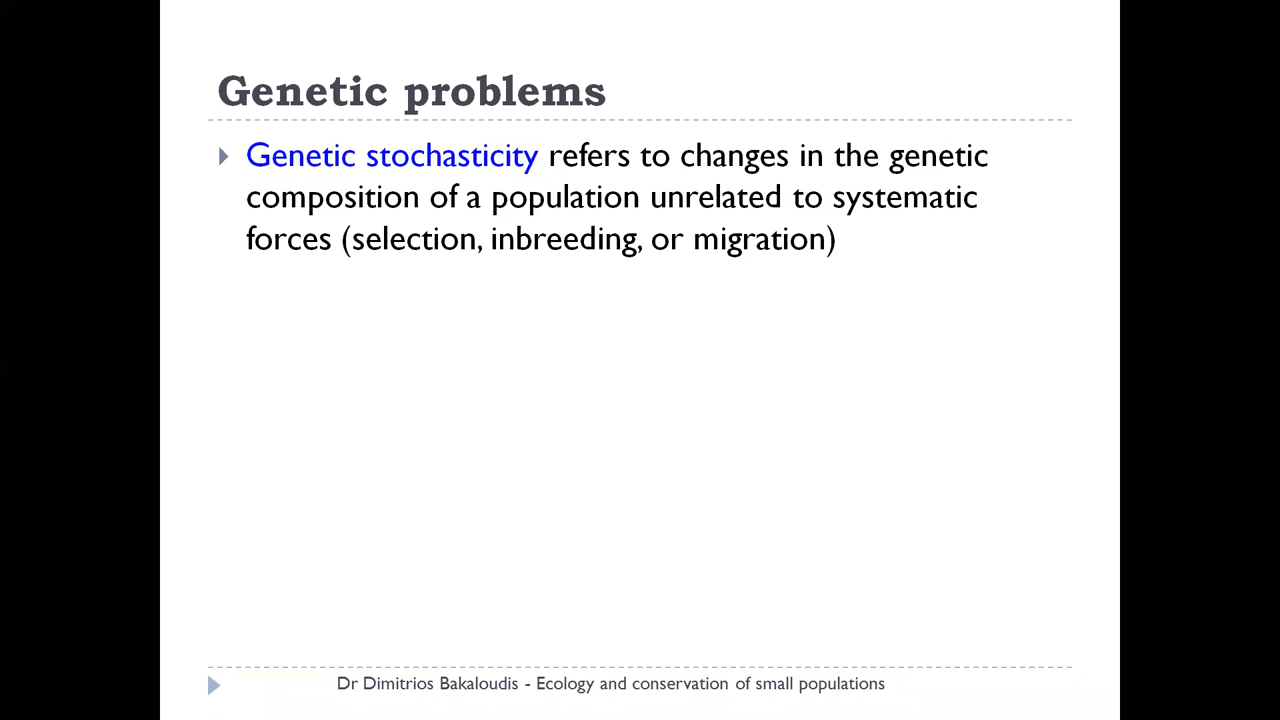 Genetic problems
Genetic stochasticity refers to changes in the genetic
composition of a population unrelated to systematic
forces (selection, inbreeding, or migration)
Dr Dimitrios Bakaloudis - Ecology and conservation of small populations